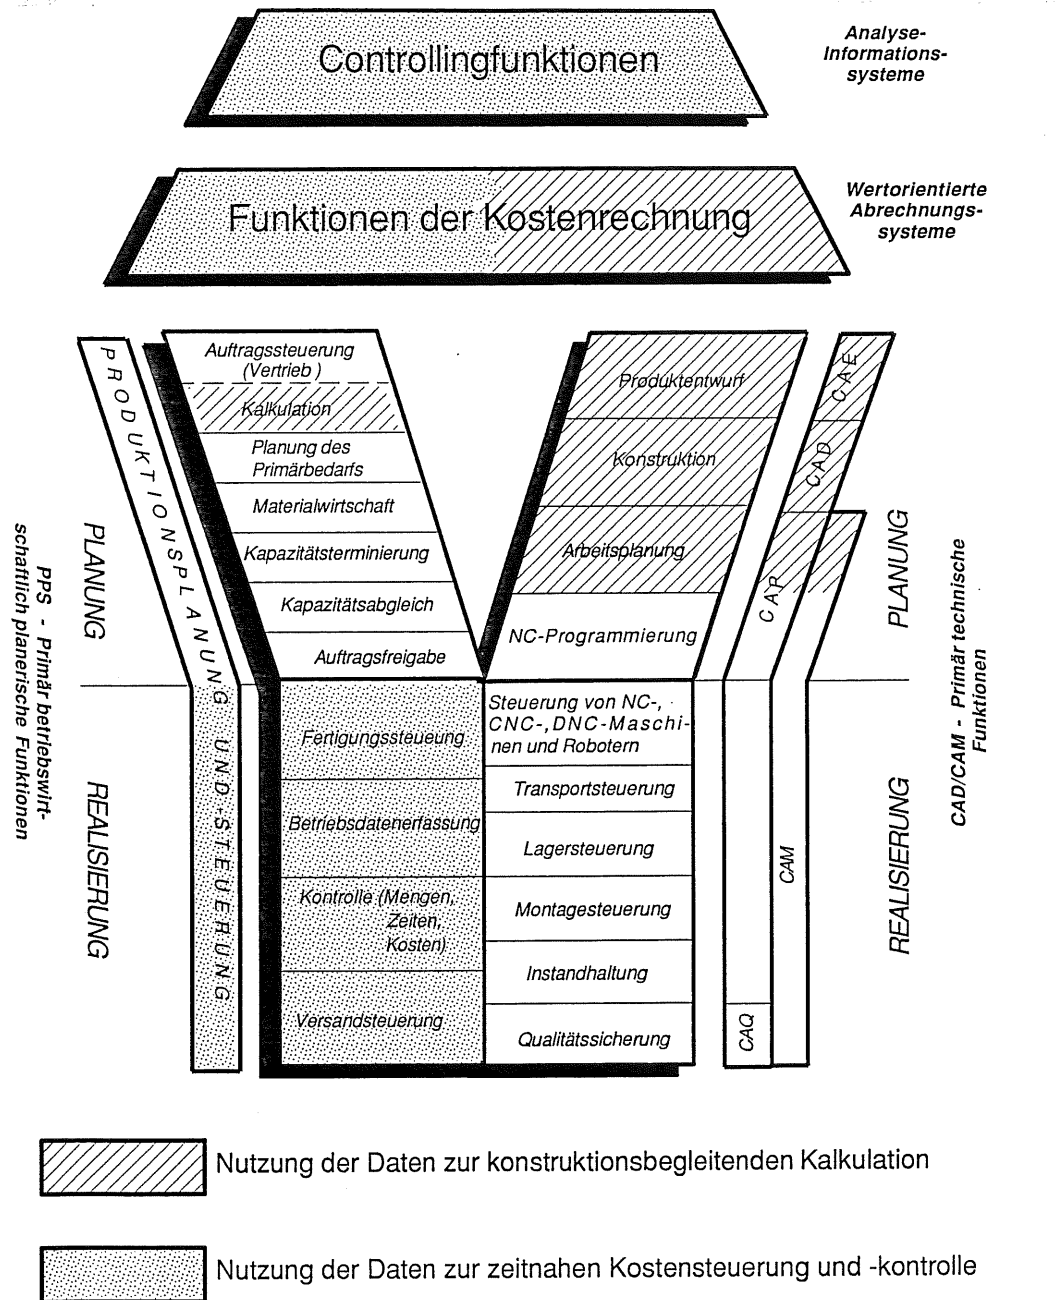 Controllingfunktionen
Analyse-
Informations-
systeme
Funktionen der Kostenrechnung
Wertorientierte
Abrechnungs-
systeme
PRODUKTIONSPLANUNG UND -STEUERUNG
Auftragssteuerung
(Vertrieb )
Kalkulation
Planung des
Primärbedarfs
Materialwirtschaft
Kapazitätsterminierung
Kapazitätsabgleich
Auftragsfreigabe
Produktentwurf
Konstruktion
Arbeitsplanung
NC-Programmierung
CAE
CAD
CAP
PLANUNG
PLANUNG
PPS - Primär betriebswirt-
schaftlich planerische Funktionen
CAD/CAM - Primär technische
Funktionen
Fertigungssteueung
Betriebsdatenerfassung
Kontrolle (Mengen,
Zeiten,
Kosten)
Versandsteuerung
Steuerung von NC-,
CNC-, DNC-Maschi-
nen und Robotern
Transportsteuerung
Lagersteuerung
Montagesteuerung
Instandhaltung
Qualitätssicherung
CAQ
CAM
REALISIERUNG
REALISIERUNG
Nutzung der Daten zur konstruktionsbegleitenden Kalkulation
Nutzung der Daten zur zeitnahen Kostensteuerung und -kontrolle